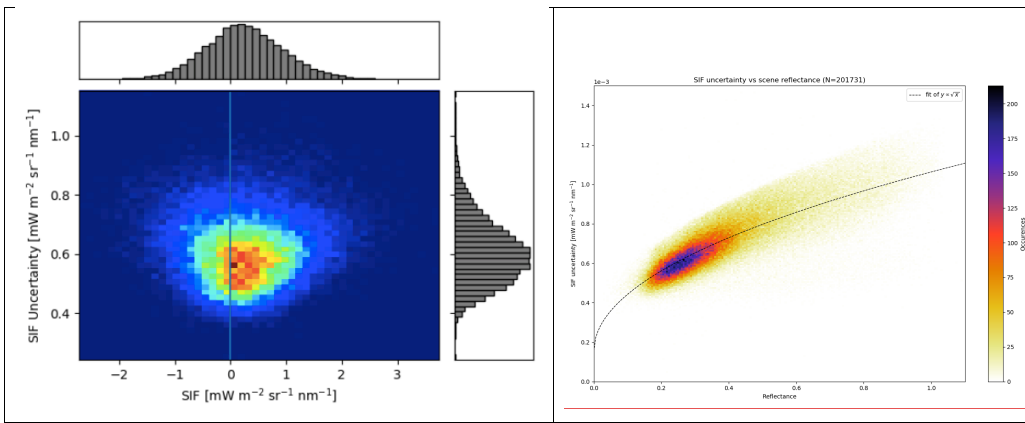 SIF Uncertainty [mW m⁻² sr⁻¹ nm⁻¹]
1.0
0.8
0.6
0.4
−2 −1 0 1 2 3
SIF [mW m⁻² sr⁻¹ nm⁻¹]
SIF uncertainty vs scene reflectance (N=201731)
1e−3
fit of y ∝ √x
SIF uncertainty [mW m⁻² sr⁻¹ nm⁻¹]
1.4
1.2
1.0
0.8
0.6
0.4
0.2
0.0
0.0 0.2 0.4 0.6 0.8 1.0
Reflectance
200
175
150
125
100
75
50
25
0
occurences